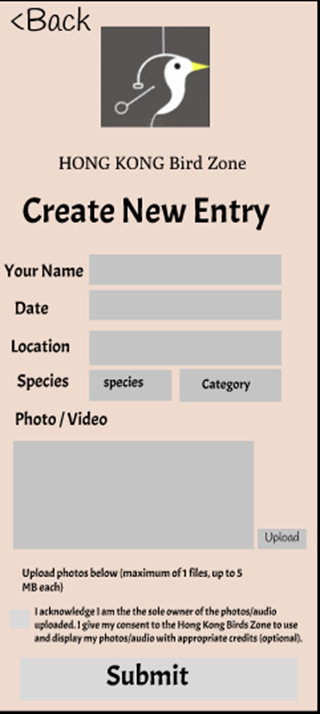 <Back
HONG KONG Bird Zone
Create New Entry
Your Name
Date
Location
Species species Category
Photo / Video
Upload
Upload photos below (maximum of 1 files, up to 5
MB each)
I acknowledge I am the the sole owner of the photos/audio
uploaded. I give my consent to the Hong Kong Birds Zone to use
and display my photos/audio with appropriate credits (optional).
Submit